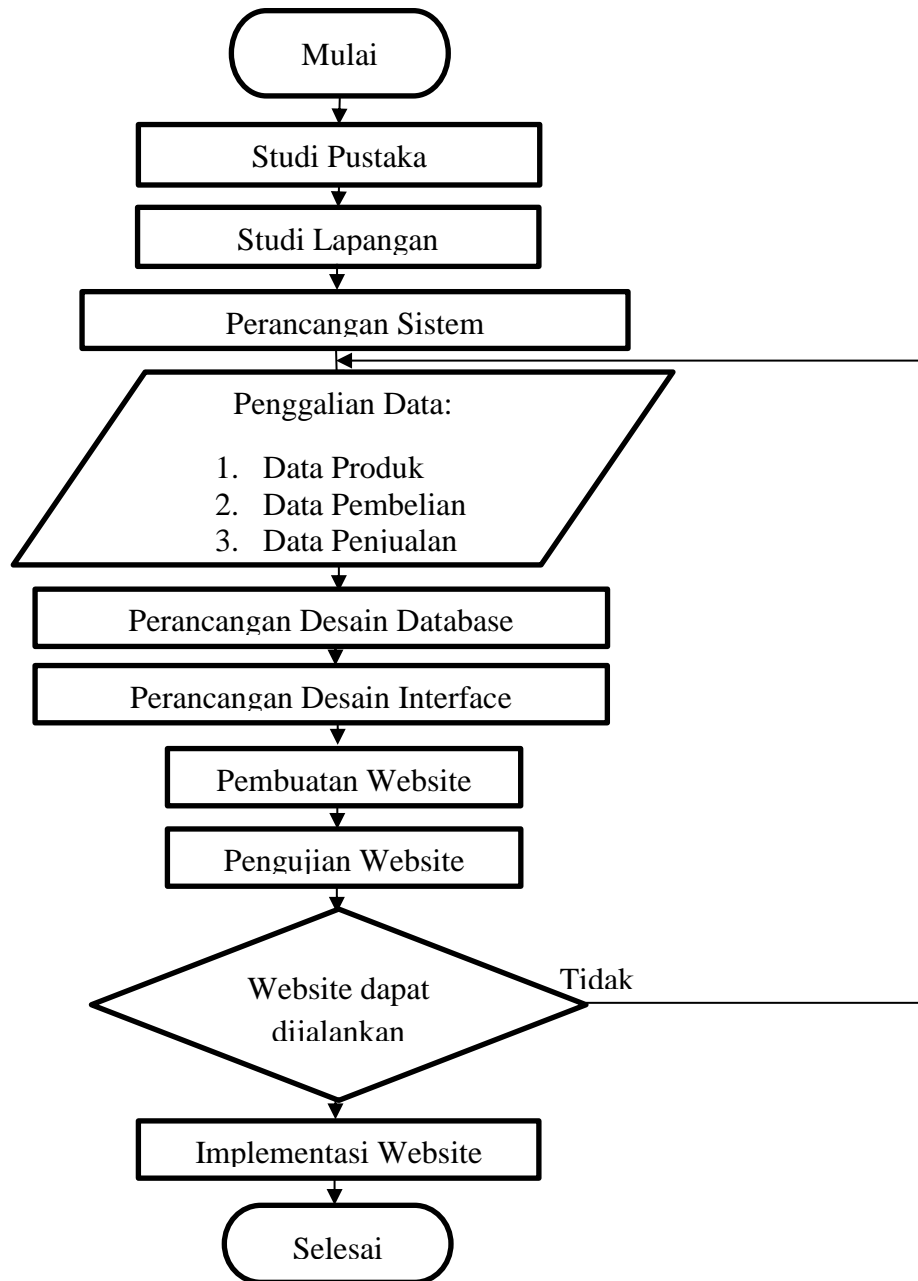 Mulai
Studi Pustaka
Studi Lapangan
Perancangan Sistem
Penggalian Data:
1. Data Produk
2. Data Pembelian
3. Data Penjualan
Perancangan Desain Database
Perancangan Desain Interface
Pembuatan Website
Pengujian Website
Website dapat
dijalankan
Tidak
Implementasi Website
Selesai